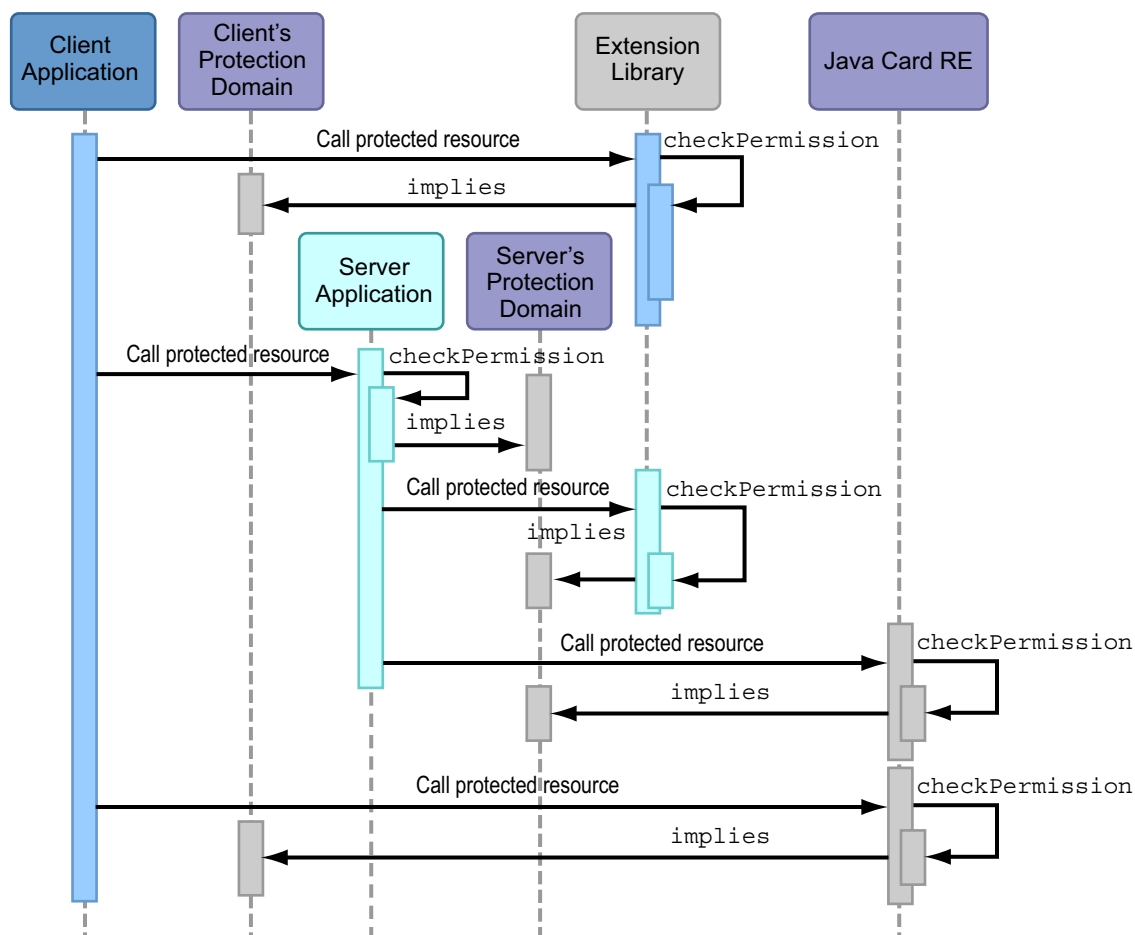 Client
Application
Client's
Protection
Domain
Extension
Library
Java Card RE
Call protected resource
checkPermission
implies
Server
Application
Server's
Protection
Domain
Call protected resource
checkPermission
implies
Call protected resource
checkPermission
implies
Call protected resource
checkPermission
implies
Call protected resource
checkPermission
implies